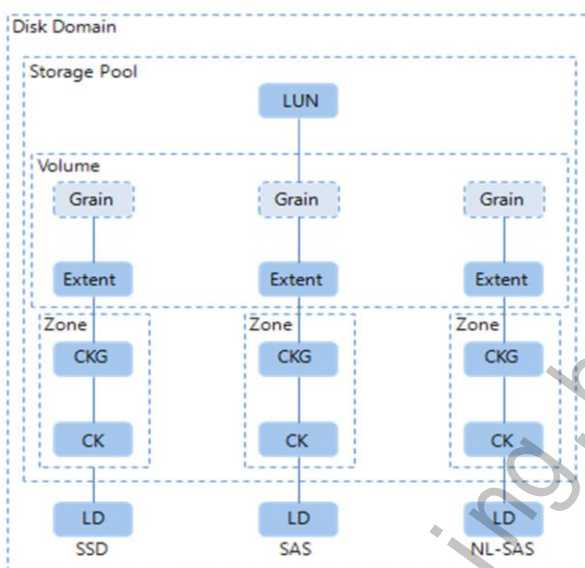 Disk Domain
Storage Pool
LUN
Volume
Grain Grain Grain
Extent Extent Extent
Zone Zone Zone
CKG CKG CKG
CK CK CK
LD LD LD
SSD SAS NL-SAS